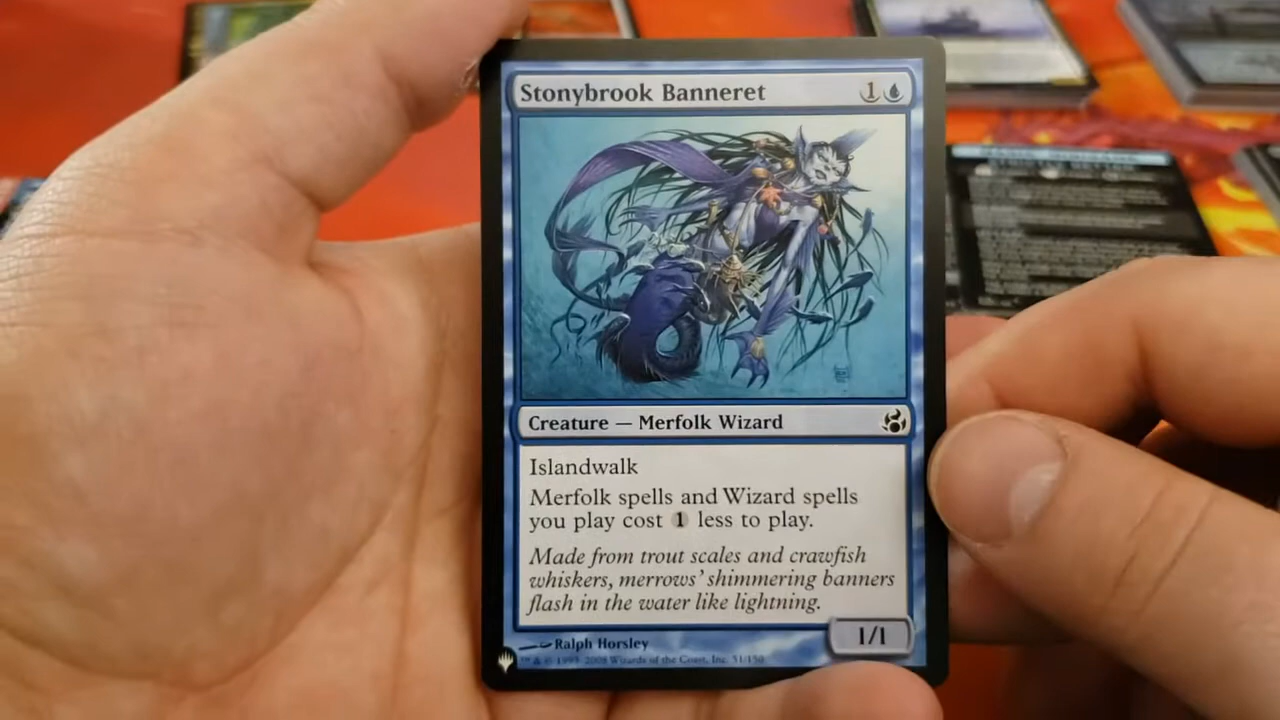 Stonybrook Banneret 1
Creature — Merfolk Wizard
Islandwalk
Merfolk spells and Wizard spells
you play cost 1 less to play.
Made from trout scales and crawfish
whiskers, merrows' shimmering banners
flash in the water like lightning.
1/1
Ralph Horsley
™ & © 1993-2008 Wizards of the Coast, Inc. 51/150